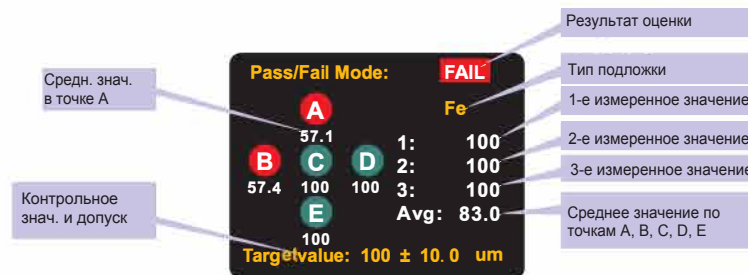 Результат оценки
Pass/Fail Mode:
FAIL
Средн. знач.
в точке A
Тип подложки
Fe
A
57.1
1-е измеренное значение
1: 100
2-е измеренное значение
2: 100
3-е измеренное значение
3: 100
B
C
D
57.4
100
100
Контрольное
знач. и допуск
E
100
Avg: 83.0
Среднее значение по
точкам A, B, C, D, E
Targetvalue: 100 ± 10.0 um